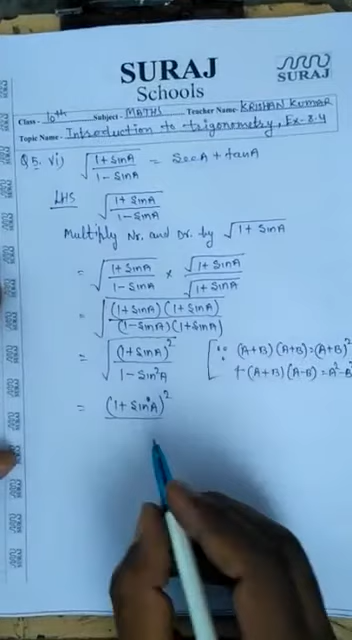 SURAJ
SURAJ
Schools
Class - 10th Subject - MATHS Teacher Name- KRISHAN KUMAR
Topic Name - Introduction to trigonometry, Ex-8.4
Q5. vi) √(1+SinA / 1-SinA) = SecA + tanA
LHS √(1+SinA / 1-SinA)
Multiply Nr. and Dr. by √1+SinA
= √(1+SinA / 1-SinA) × √1+SinA / √1+SinA
= √((1+SinA)(1+SinA) / (1-SinA)(1+SinA))
= √((1+SinA)² / 1-Sin²A) [∵ (A+B)(A+B)=(A+B)²
+(A+B)(A-B)=A²-B²
= (1+SinA)²